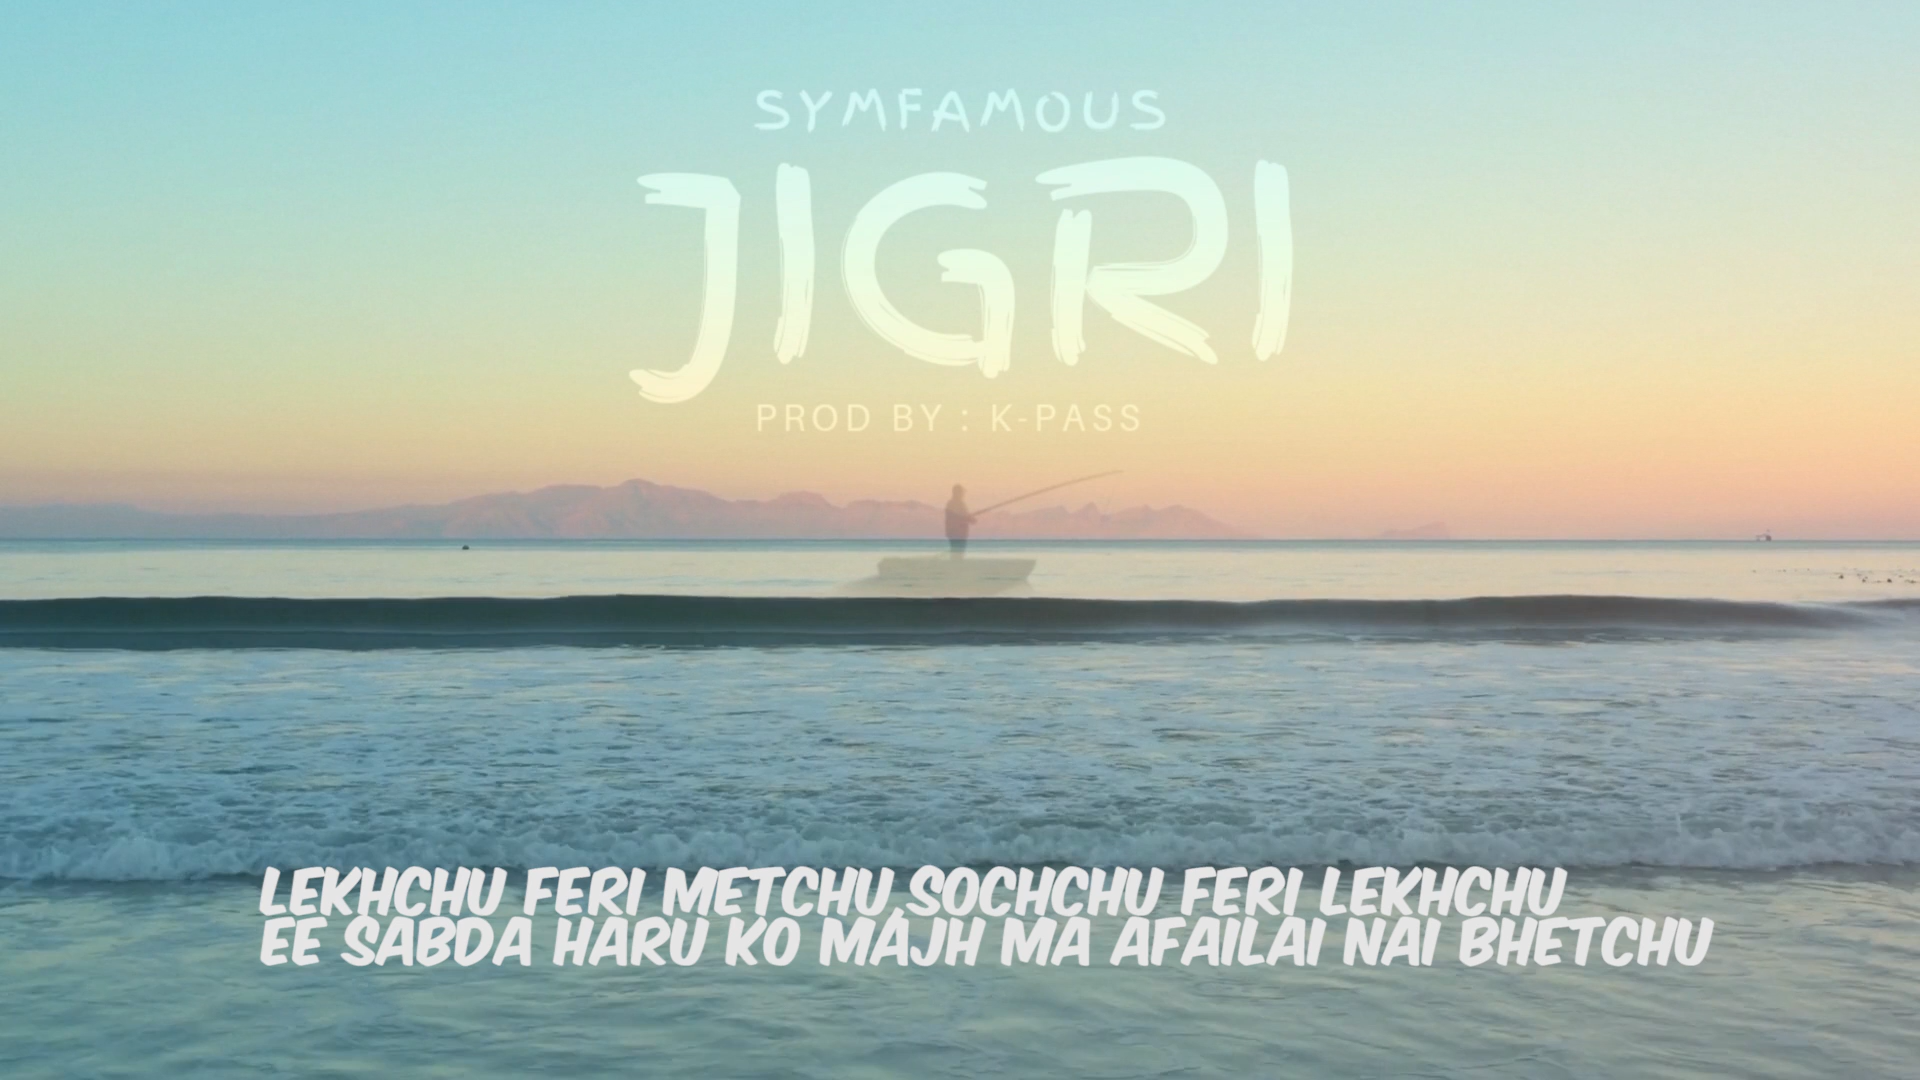 SYMFAMOUS
JIGRI
PROD BY : K-PASS
LEKHCHU FERI METCHU,SOCHCHU FERI LEKHCHU
EE SABDA HARU KO MAJH MA AFAILAI NAI BHETCHU